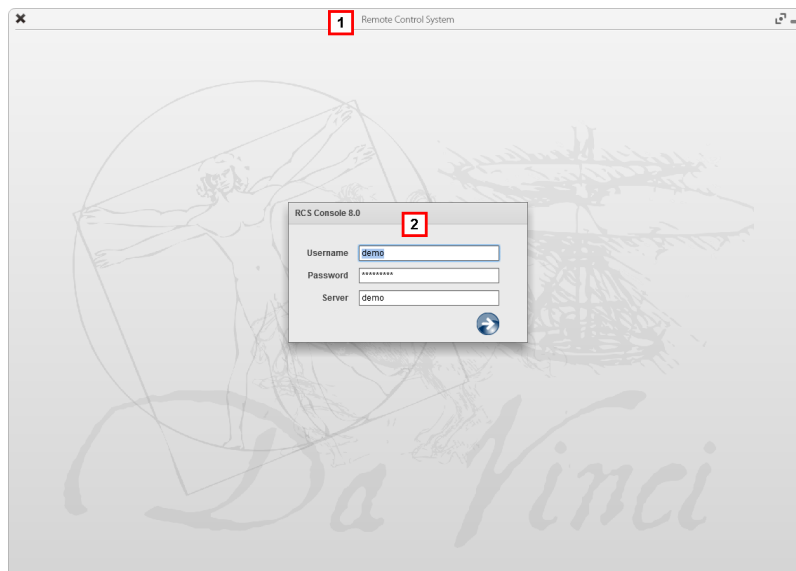 1 Remote Control System
RCS Console 8.0
2
Username demo
Password *********
Server demo
Da Vinci